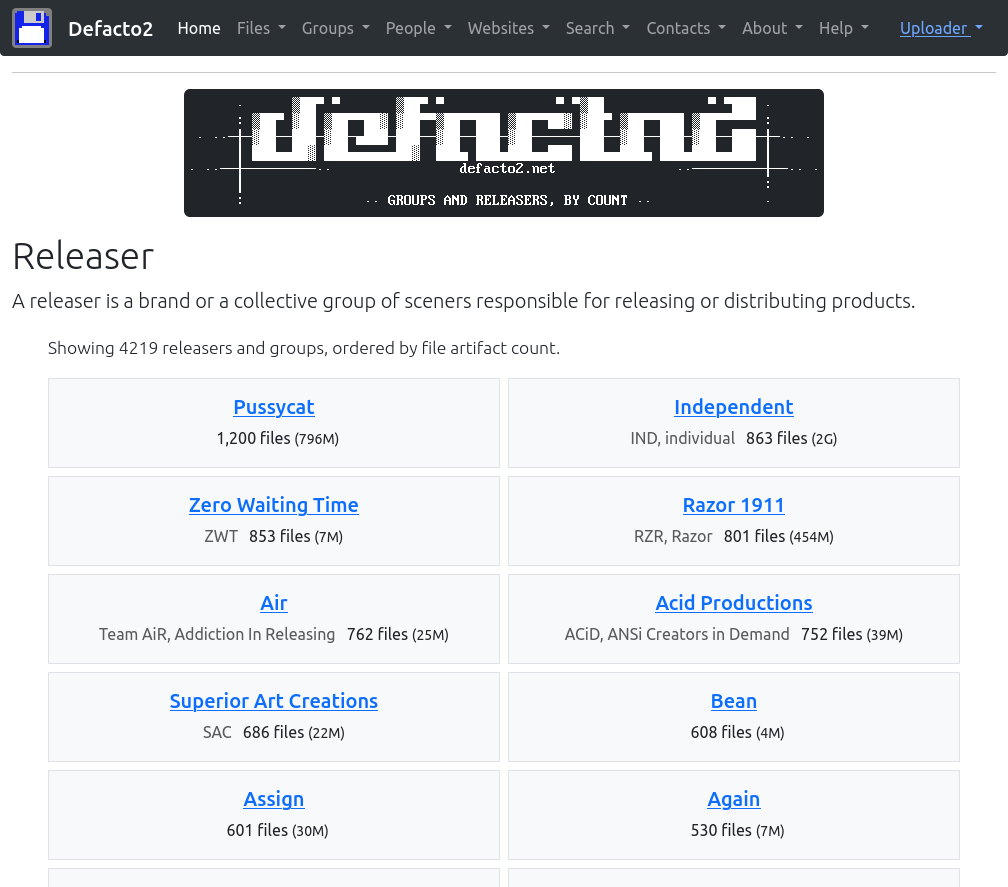 Defacto2 Home Files Groups People Websites Search Contacts About Help Uploader
defacto2
defacto2.net
GROUPS AND RELEASERS, BY COUNT
Releaser
A releaser is a brand or a collective group of sceners responsible for releasing or distributing products.
Showing 4219 releasers and groups, ordered by file artifact count.
Pussycat
1,200 files (796M)
Independent
IND, individual 863 files (2G)
Zero Waiting Time
ZWT 853 files (7M)
Razor 1911
RZR, Razor 801 files (454M)
Air
Team AiR, Addiction In Releasing 762 files (25M)
Acid Productions
ACiD, ANSi Creators in Demand 752 files (39M)
Superior Art Creations
SAC 686 files (22M)
Bean
608 files (4M)
Assign
601 files (30M)
Again
530 files (7M)